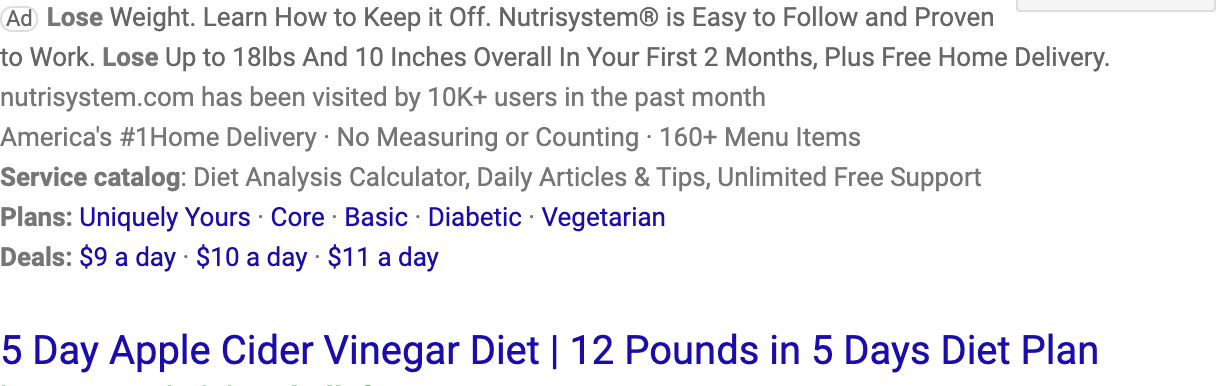 Ad Lose Weight. Learn How to Keep it Off. Nutrisystem® is Easy to Follow and Proven
to Work. Lose Up to 18lbs And 10 Inches Overall In Your First 2 Months, Plus Free Home Delivery.
nutrisystem.com has been visited by 10K+ users in the past month
America's #1Home Delivery · No Measuring or Counting · 160+ Menu Items
Service catalog: Diet Analysis Calculator, Daily Articles & Tips, Unlimited Free Support
Plans: Uniquely Yours · Core · Basic · Diabetic · Vegetarian
Deals: $9 a day · $10 a day · $11 a day
5 Day Apple Cider Vinegar Diet | 12 Pounds in 5 Days Diet Plan